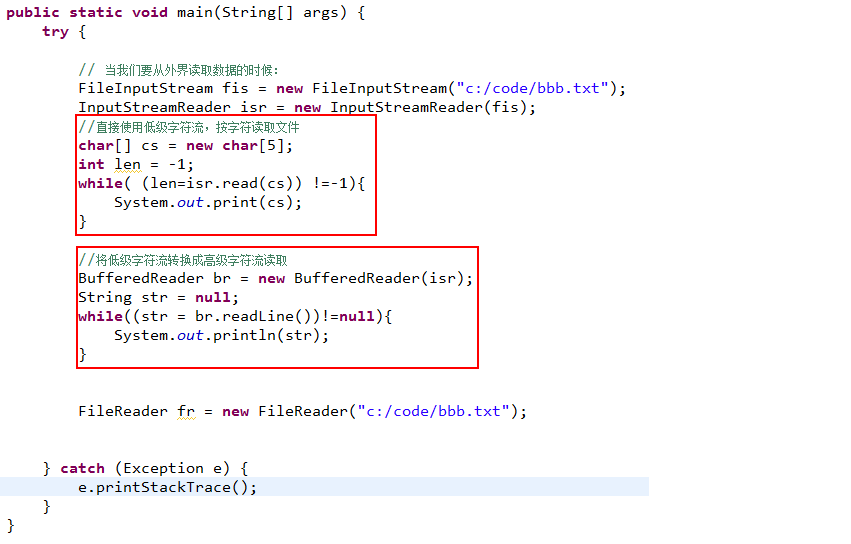 public static void main(String[] args) {
try {
// 当我们要从外界读取数据的时候:
FileInputStream fis = new FileInputStream("c:/code/bbb.txt");
InputStreamReader isr = new InputStreamReader(fis);
//直接使用低级字符流，按字符读取文件
char[] cs = new char[5];
int len = -1;
while( (len=isr.read(cs)) !=-1){
System.out.print(cs);
}
//将低级字符流转换成高级字符流读取
BufferedReader br = new BufferedReader(isr);
String str = null;
while((str = br.readLine())!=null){
System.out.println(str);
}
FileReader fr = new FileReader("c:/code/bbb.txt");
} catch (Exception e) {
e.printStackTrace();
}
}